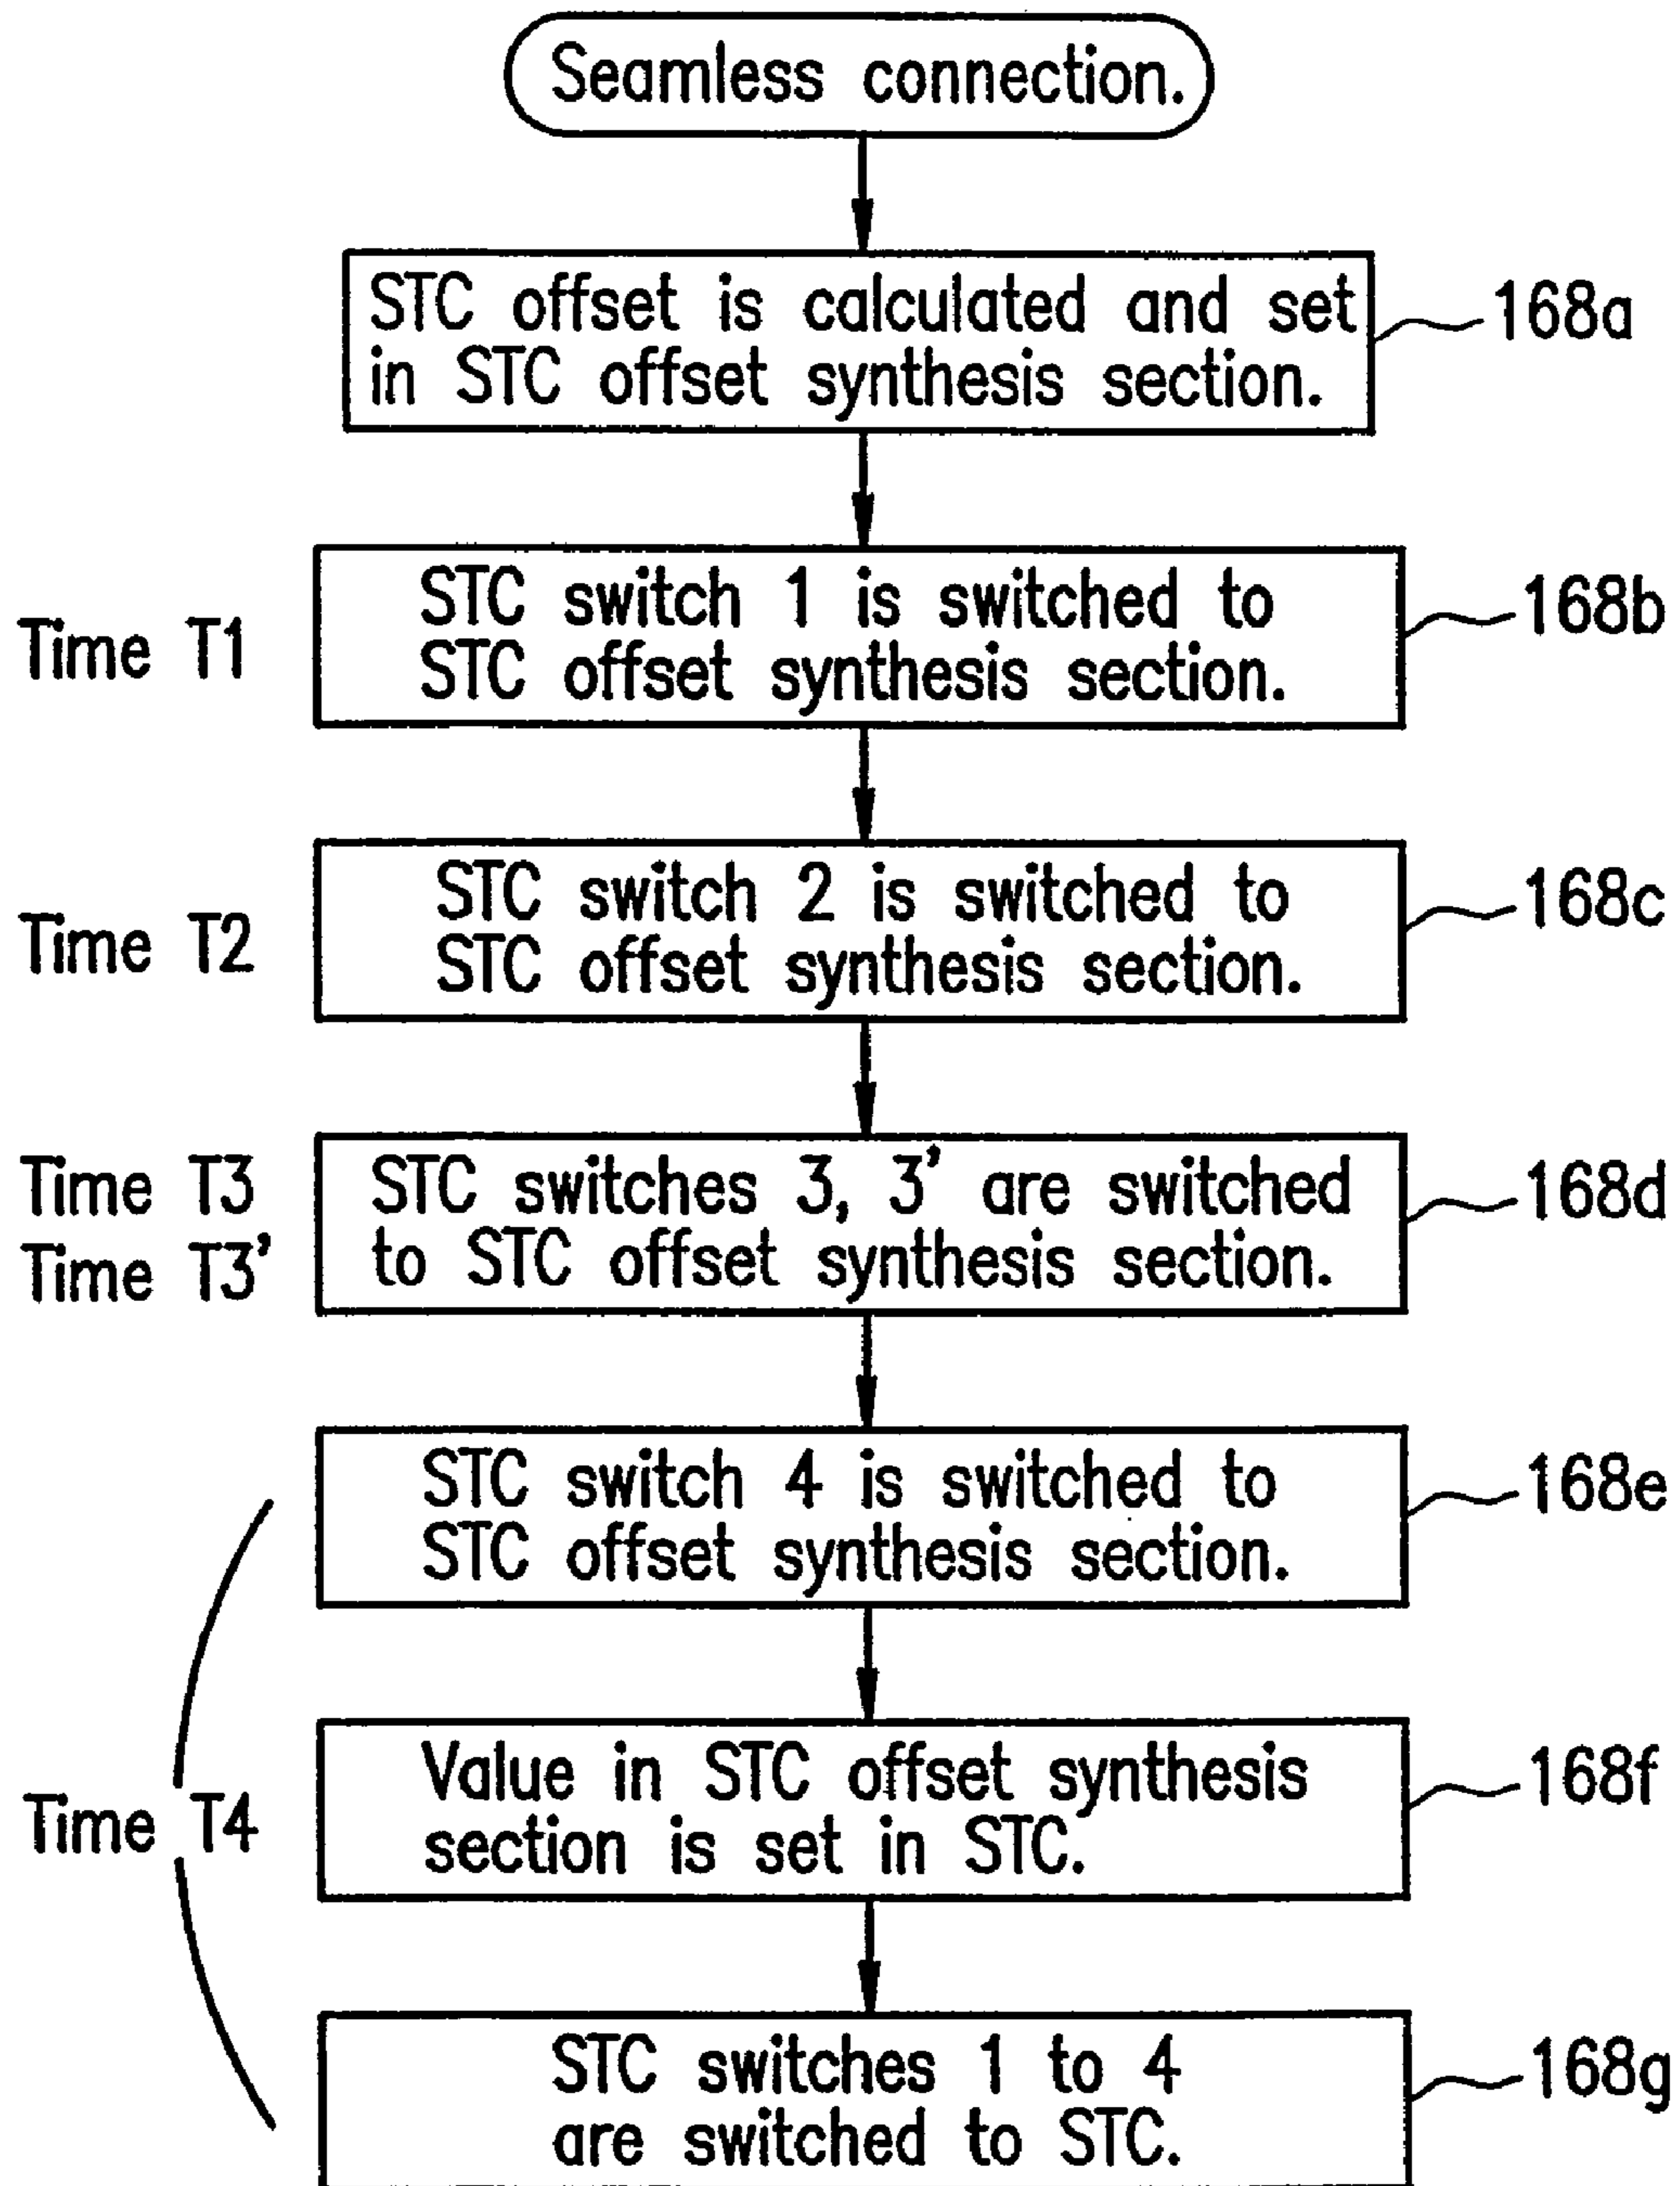 Seamless connection.
STC offset is calculated and set
in STC offset synthesis section.
168a
Time T1
STC switch 1 is switched to
STC offset synthesis section.
168b
Time T2
STC switch 2 is switched to
STC offset synthesis section.
168c
Time T3
Time T3'
STC switches 3, 3' are switched
to STC offset synthesis section.
168d
STC switch 4 is switched to
STC offset synthesis section.
168e
Time T4
Value in STC offset synthesis
section is set in STC.
168f
STC switches 1 to 4
are switched to STC.
168g